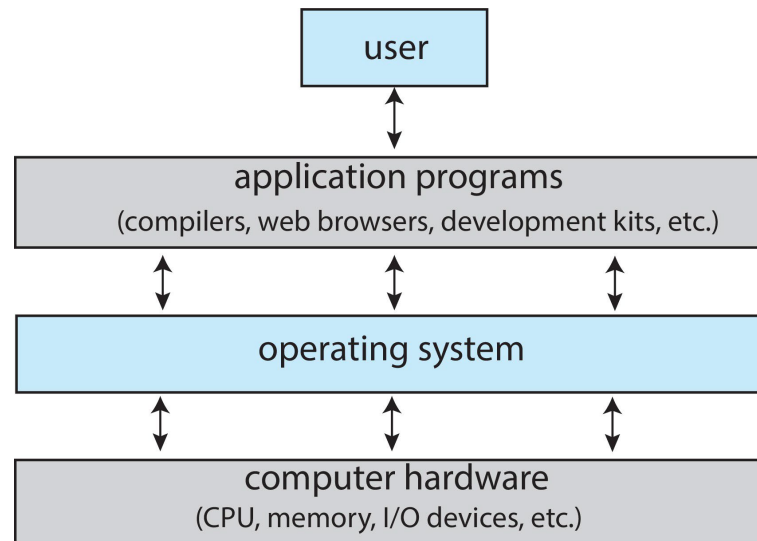 user
application programs
(compilers, web browsers, development kits, etc.)
operating system
computer hardware
(CPU, memory, I/O devices, etc.)